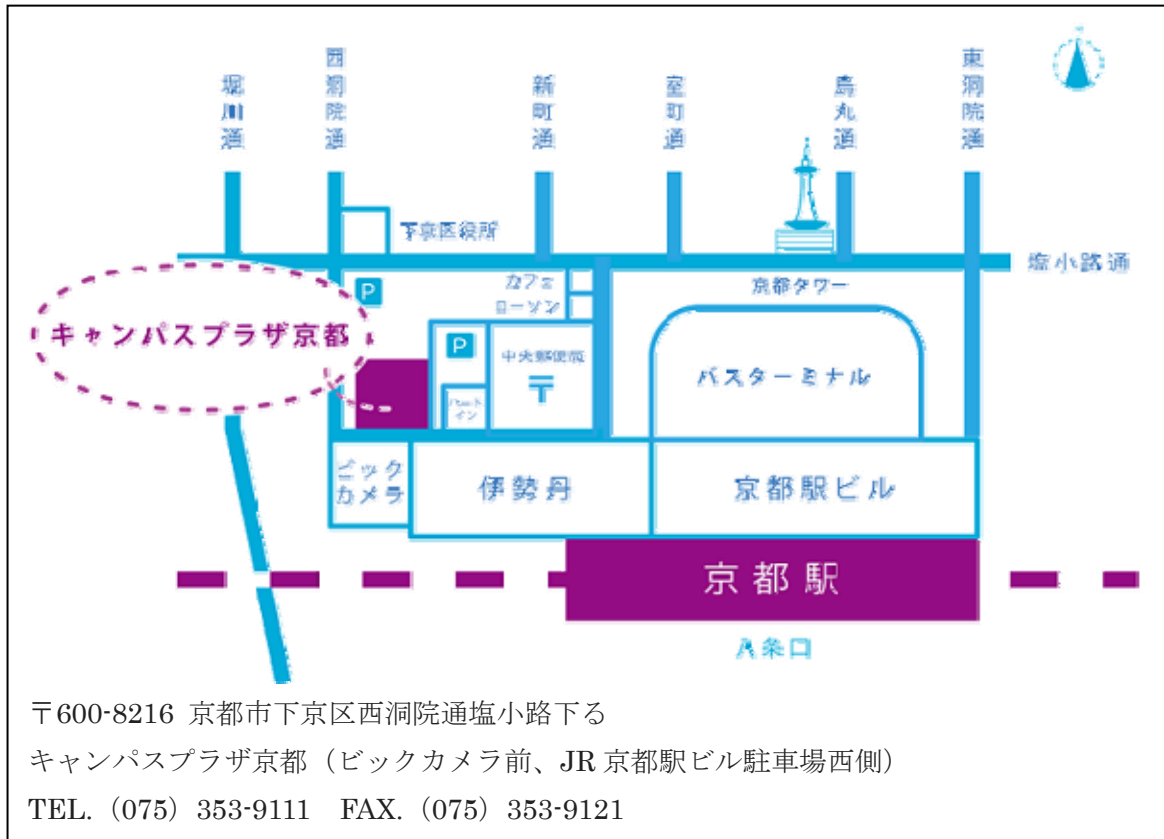 堀川通
西洞院通
新町通
室町通
烏丸通
東洞院通
下京区役所
塩小路通
P
カフェ
ローソン
京都タワー
キャンパスプラザ京都
P
中央郵便局
〒
バスターミナル
ビック
カメラ
伊勢丹
京都駅ビル
京都駅
八条口
〒600-8216 京都市下京区西洞院通塩小路下る
キャンパスプラザ京都（ビックカメラ前、JR 京都駅ビル駐車場西側）
TEL.（075）353-9111　FAX.（075）353-9121